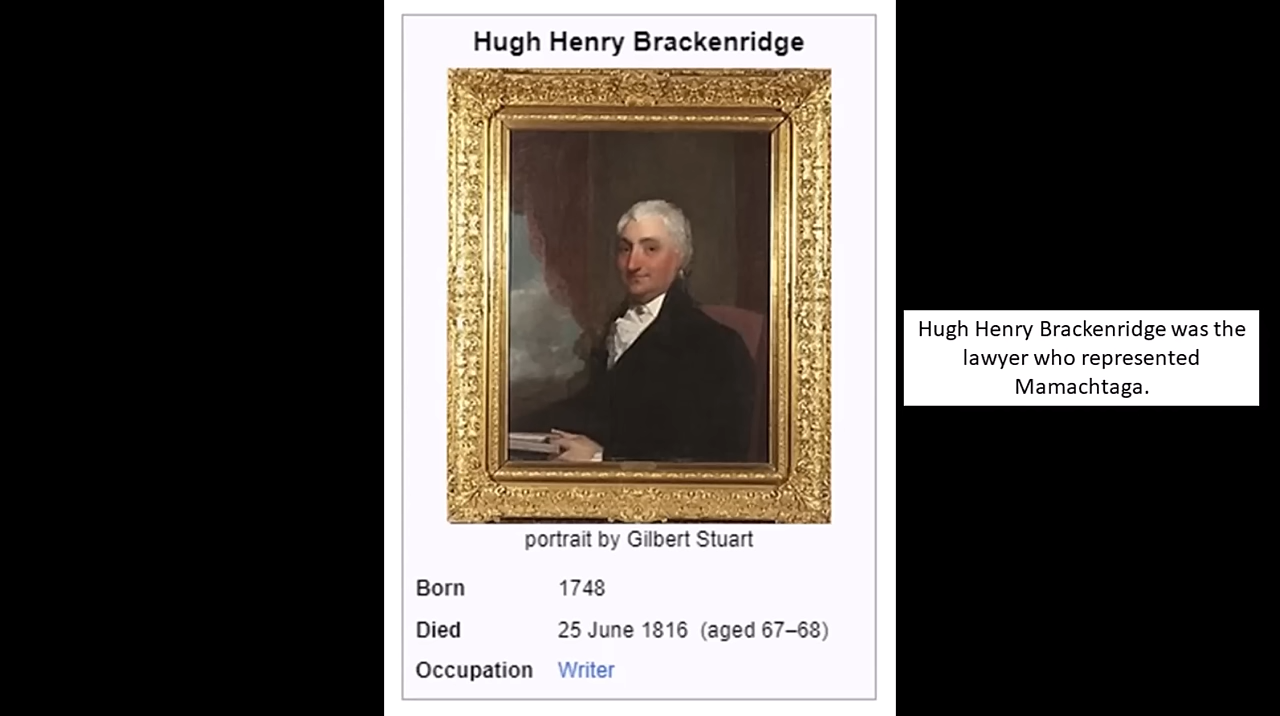 Hugh Henry Brackenridge
portrait by Gilbert Stuart
Born 1748
Died 25 June 1816 (aged 67–68)
Occupation Writer
Hugh Henry Brackenridge was the
lawyer who represented
Mamachtaga.